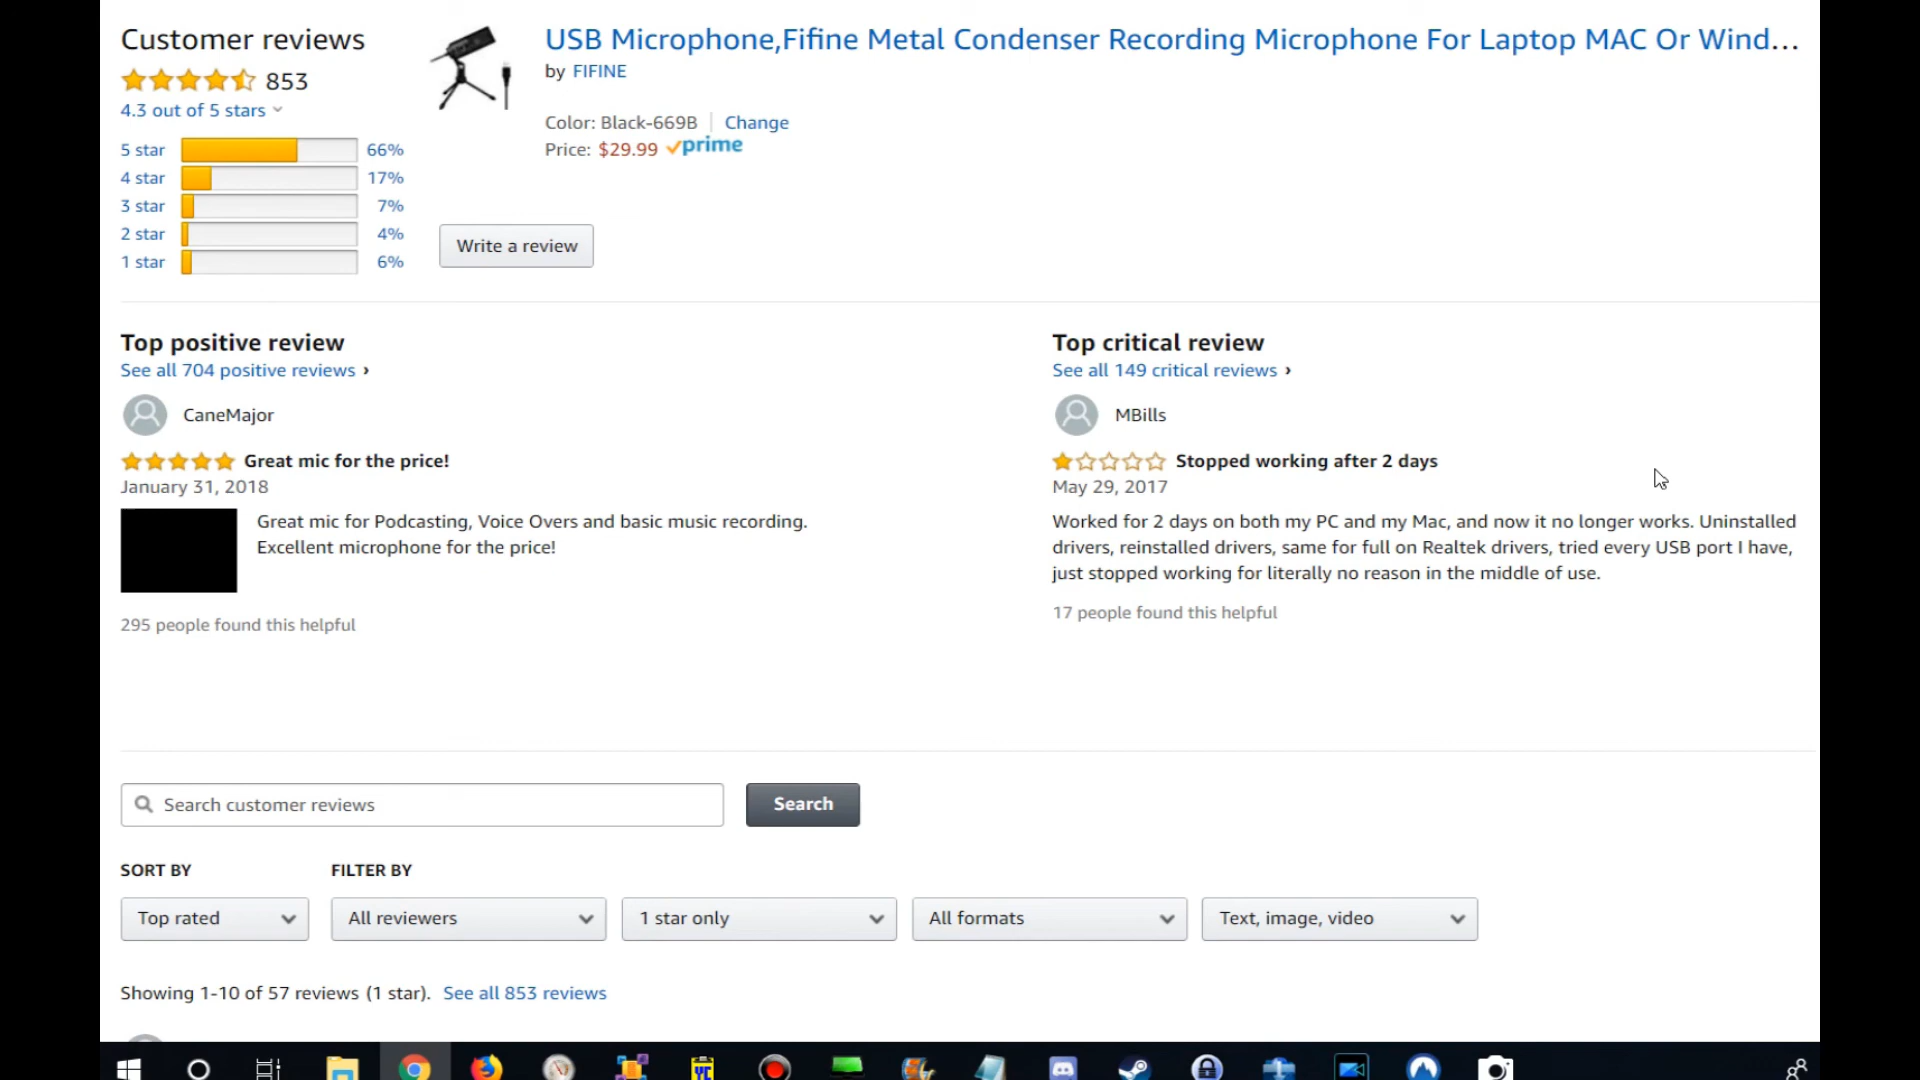 Customer reviews
853
4.3 out of 5 stars
5 star 66%
4 star 17%
3 star 7%
2 star 4%
1 star 6%
USB Microphone,Fifine Metal Condenser Recording Microphone For Laptop MAC Or Wind...
by FIFINE
Color: Black-669B Change
Price: $29.99 prime
Write a review
Top positive review
See all 704 positive reviews ›
CaneMajor
Great mic for the price!
January 31, 2018
Great mic for Podcasting, Voice Overs and basic music recording.
Excellent microphone for the price!
295 people found this helpful
Top critical review
See all 149 critical reviews ›
MBills
Stopped working after 2 days
May 29, 2017
Worked for 2 days on both my PC and my Mac, and now it no longer works. Uninstalled
drivers, reinstalled drivers, same for full on Realtek drivers, tried every USB port I have,
just stopped working for literally no reason in the middle of use.
17 people found this helpful
Search customer reviews
Search
SORT BY FILTER BY
Top rated All reviewers 1 star only All formats Text, image, video
Showing 1-10 of 57 reviews (1 star). See all 853 reviews
YC